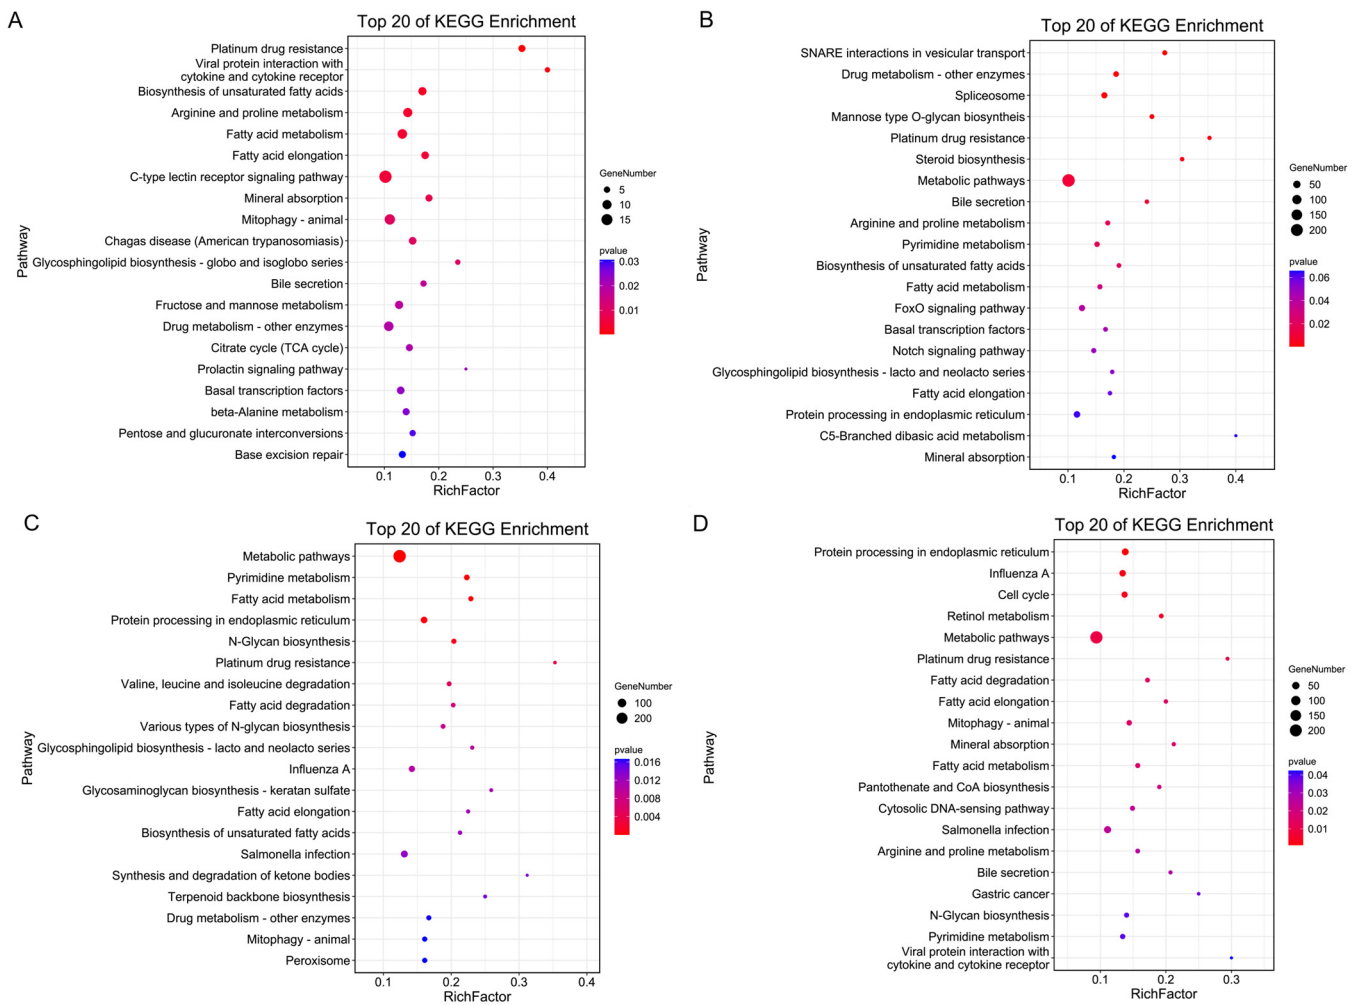 A
Top 20 of KEGG Enrichment
Pathway
Platinum drug resistance
Viral protein interaction with
cytokine and cytokine receptor
Biosynthesis of unsaturated fatty acids
Arginine and proline metabolism
Fatty acid metabolism
Fatty acid elongation
C-type lectin receptor signaling pathway
Mineral absorption
Mitophagy - animal
Chagas disease (American trypanosomiasis)
Glycosphingolipid biosynthesis - globo and isoglobo series
Bile secretion
Fructose and mannose metabolism
Drug metabolism - other enzymes
Citrate cycle (TCA cycle)
Prolactin signaling pathway
Basal transcription factors
beta-Alanine metabolism
Pentose and glucuronate interconversions
Base excision repair
0.1 0.2 0.3 0.4
RichFactor
GeneNumber
5
10
15
pvalue
0.03
0.02
0.01
B
Top 20 of KEGG Enrichment
Pathway
SNARE interactions in vesicular transport
Drug metabolism - other enzymes
Spliceosome
Mannose type O-glycan biosyntheis
Platinum drug resistance
Steroid biosynthesis
Metabolic pathways
Bile secretion
Arginine and proline metabolism
Pyrimidine metabolism
Biosynthesis of unsaturated fatty acids
Fatty acid metabolism
FoxO signaling pathway
Basal transcription factors
Notch signaling pathway
Glycosphingolipid biosynthesis - lacto and neolacto series
Fatty acid elongation
Protein processing in endoplasmic reticulum
C5-Branched dibasic acid metabolism
Mineral absorption
0.1 0.2 0.3 0.4
RichFactor
GeneNumber
50
100
150
200
pvalue
0.06
0.04
0.02
C
Top 20 of KEGG Enrichment
Pathway
Metabolic pathways
Pyrimidine metabolism
Fatty acid metabolism
Protein processing in endoplasmic reticulum
N-Glycan biosynthesis
Platinum drug resistance
Valine, leucine and isoleucine degradation
Fatty acid degradation
Various types of N-glycan biosynthesis
Glycosphingolipid biosynthesis - lacto and neolacto series
Influenza A
Glycosaminoglycan biosynthesis - keratan sulfate
Fatty acid elongation
Biosynthesis of unsaturated fatty acids
Salmonella infection
Synthesis and degradation of ketone bodies
Terpenoid backbone biosynthesis
Drug metabolism - other enzymes
Mitophagy - animal
Peroxisome
0.1 0.2 0.3 0.4
RichFactor
GeneNumber
100
200
pvalue
0.016
0.012
0.008
0.004
D
Top 20 of KEGG Enrichment
Pathway
Protein processing in endoplasmic reticulum
Influenza A
Cell cycle
Retinol metabolism
Metabolic pathways
Platinum drug resistance
Fatty acid degradation
Fatty acid elongation
Mitophagy - animal
Mineral absorption
Fatty acid metabolism
Pantothenate and CoA biosynthesis
Cytosolic DNA-sensing pathway
Salmonella infection
Arginine and proline metabolism
Bile secretion
Gastric cancer
N-Glycan biosynthesis
Pyrimidine metabolism
Viral protein interaction with
cytokine and cytokine receptor
0.1 0.2 0.3
RichFactor
GeneNumber
50
100
150
200
pvalue
0.04
0.03
0.02
0.01